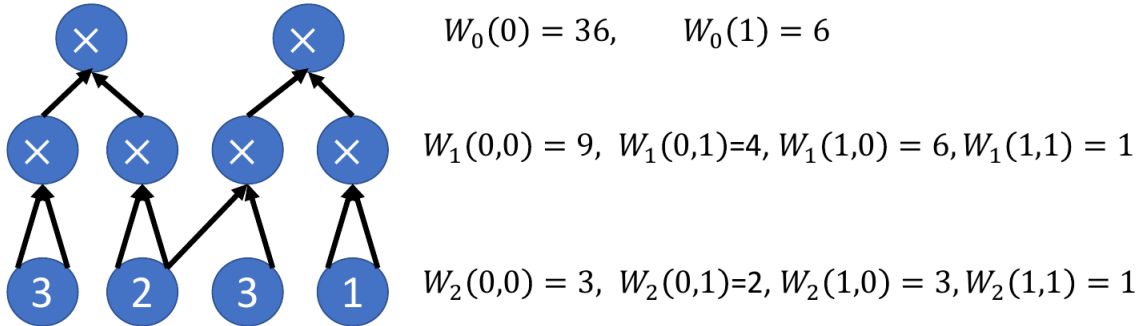 × × W₀(0) = 36, W₀(1) = 6
× × × × W₁(0,0) = 9, W₁(0,1)=4, W₁(1,0) = 6, W₁(1,1) = 1
3 2 3 1 W₂(0,0) = 3, W₂(0,1)=2, W₂(1,0) = 3, W₂(1,1) = 1